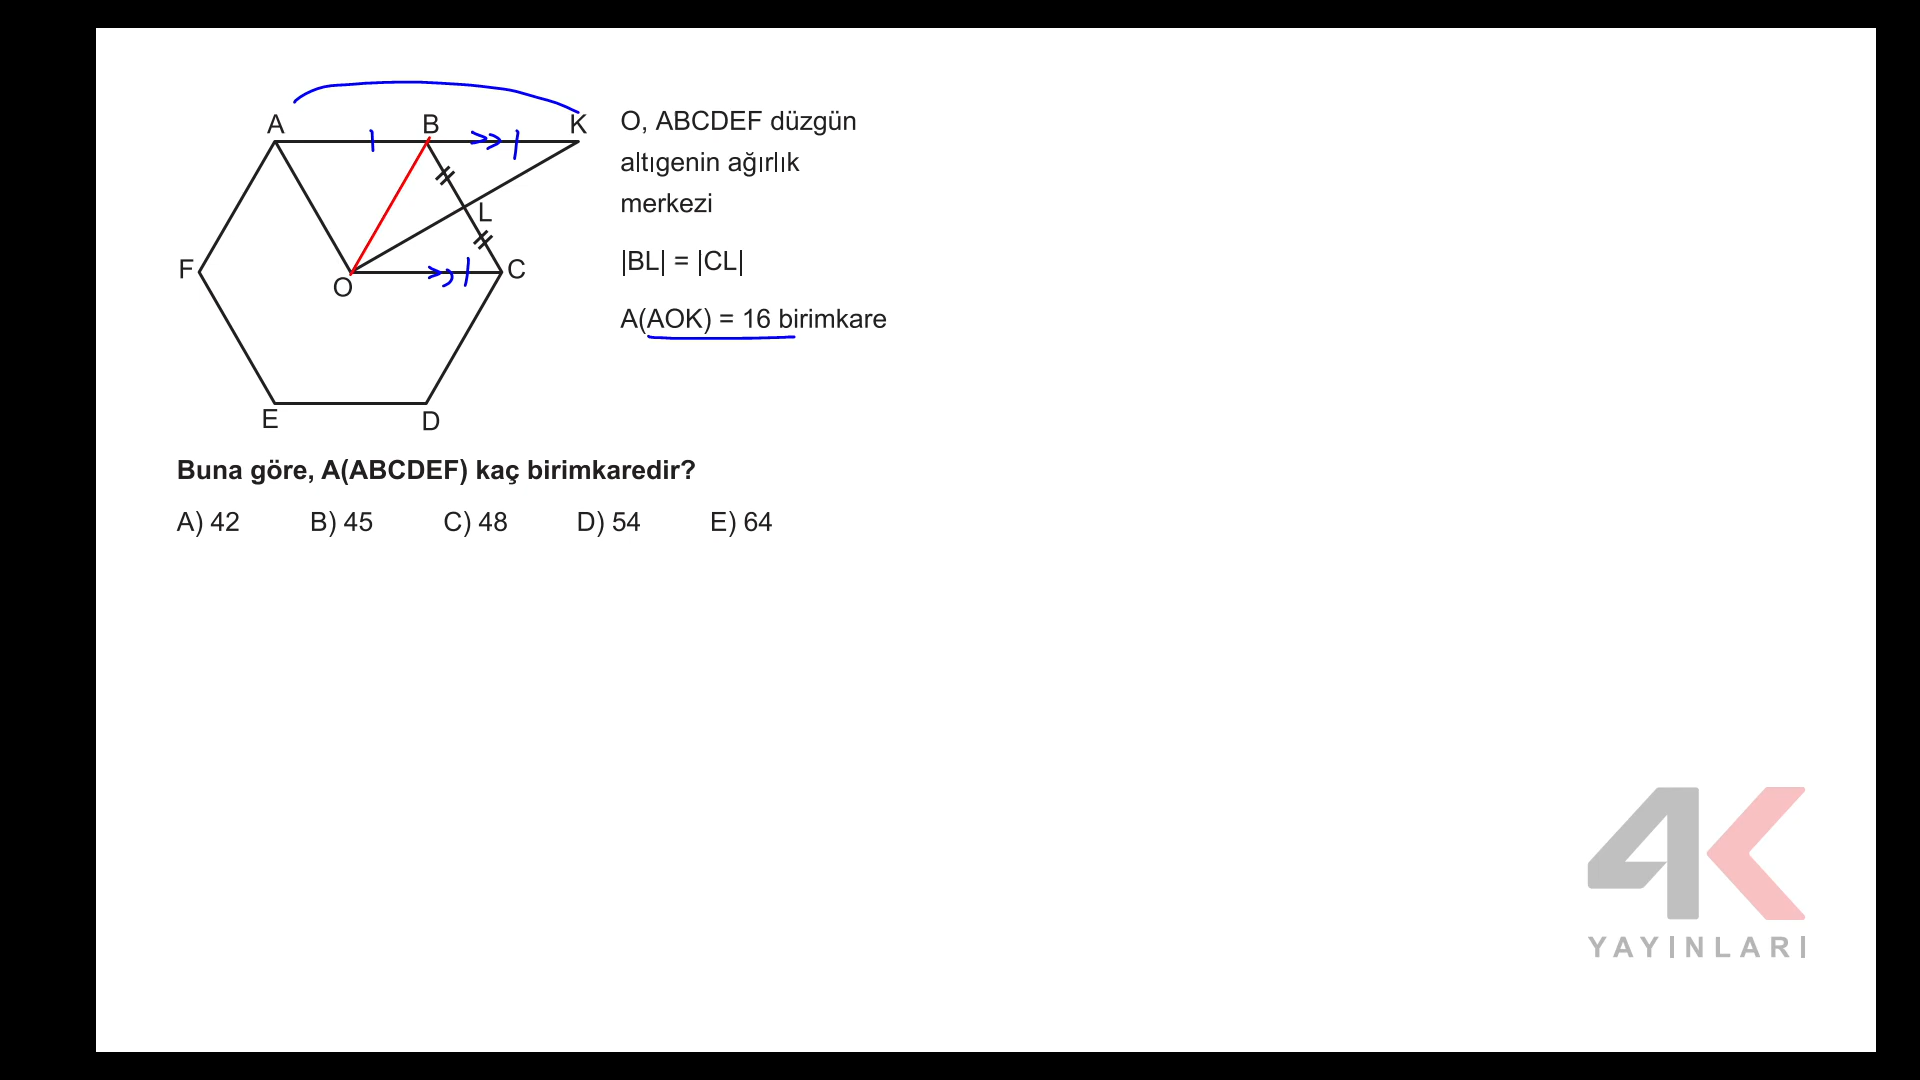 A B K
F O L C
E D
O, ABCDEF düzgün
altıgenin ağırlık
merkezi
|BL| = |CL|
A(AOK) = 16 birimkare
Buna göre, A(ABCDEF) kaç birimkaredir?
A) 42 B) 45 C) 48 D) 54 E) 64
4K
YAYINLARI